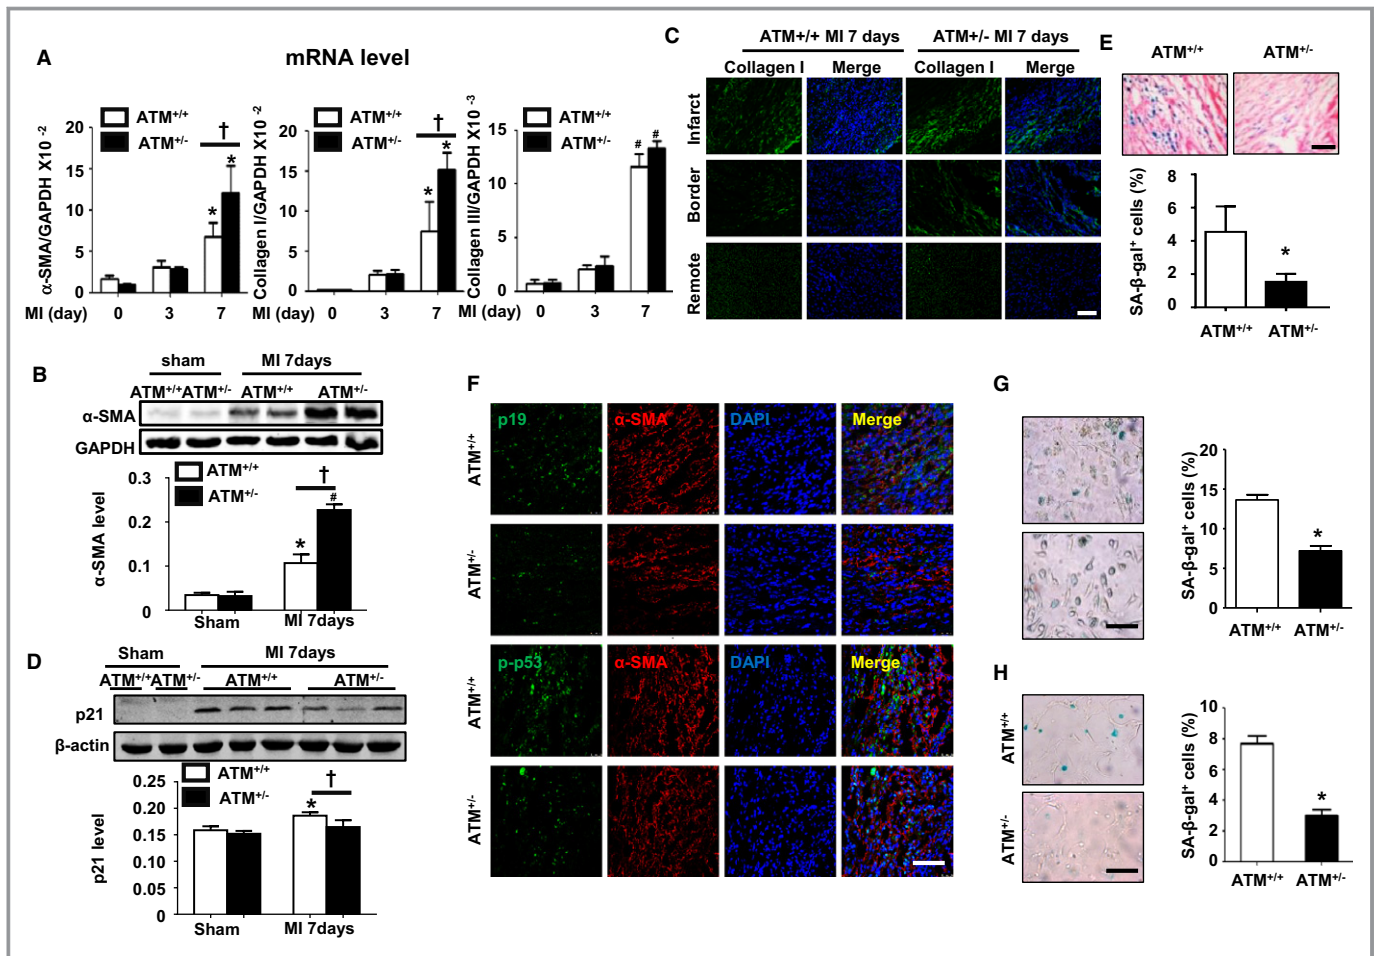 A
mRNA level
α-SMA/GAPDH X10 -2
20
15
10
5
0
ATM+/+
ATM+/-
†
*
*
MI (day) 0 3 7
Collagen I/GAPDH X10 -2
20
15
10
5
0
ATM+/+
ATM+/-
†
*
*
MI (day) 0 3 7
Collagen III/GAPDH X10 -3
15
10
5
0
ATM+/+
ATM+/-
# #
MI (day) 0 3 7
B
sham MI 7days
ATM+/+ ATM+/- ATM+/+ ATM+/-
α-SMA
GAPDH
α-SMA level
0.3
0.2
0.1
0
ATM+/+
ATM+/-
†
* #
Sham MI 7days
C
ATM+/+ MI 7 days ATM+/- MI 7 days
Collagen I Merge Collagen I Merge
Infarct
Border
Remote
D
Sham MI 7days
ATM+/+ ATM+/- ATM+/+ ATM+/-
p21
β-actin
p21 level
0.25
0.20
0.15
0.10
0.05
0
ATM+/+
ATM+/-
†
*
Sham MI 7days
E
ATM+/+ ATM+/-
SA-β-gal+ cells (%)
8
6
4
2
0
*
ATM+/+ ATM+/-
F
p19 α-SMA DAPI Merge
ATM+/+
ATM+/-
p-p53 α-SMA DAPI Merge
ATM+/+
ATM+/-
G
SA-β-gal+ cells (%)
20
15
10
5
0
*
ATM+/+ ATM+/-
H
ATM+/+
ATM+/-
SA-β-gal+ cells (%)
10
8
6
4
2
0
*
ATM+/+ ATM+/-